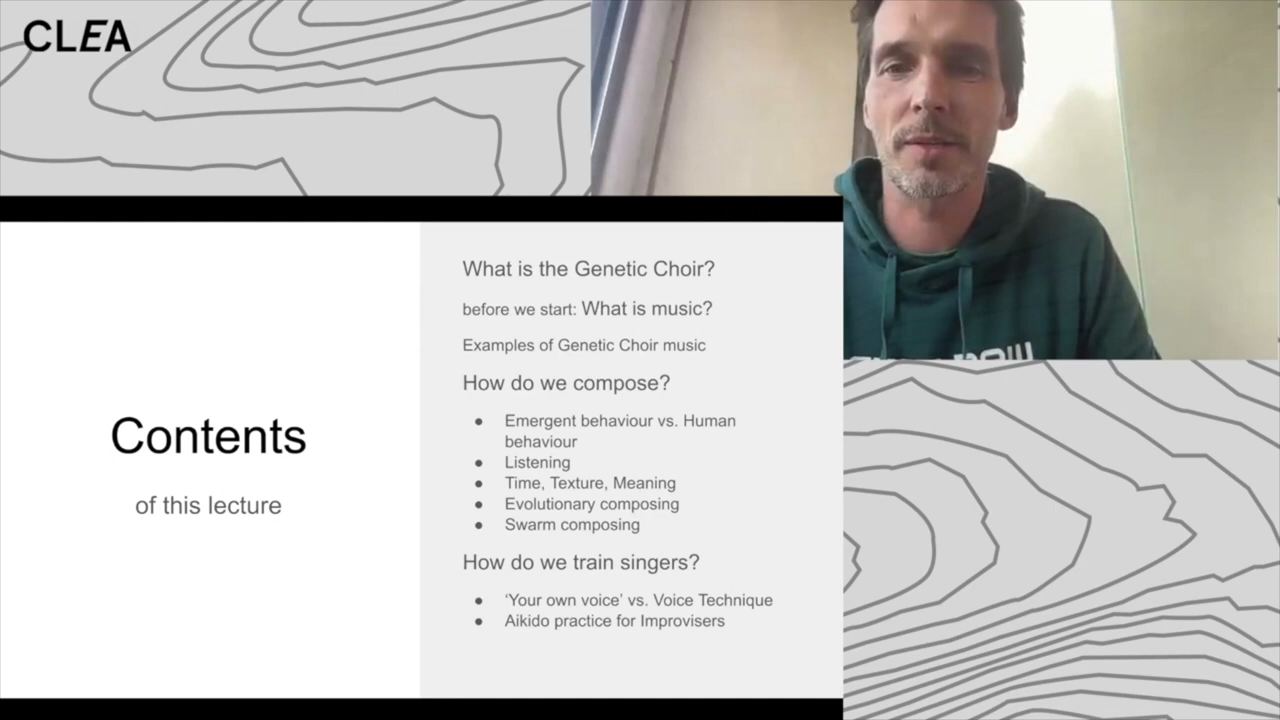 CLEA
Contents
of this lecture
What is the Genetic Choir?
before we start: What is music?
Examples of Genetic Choir music
How do we compose?
● Emergent behaviour vs. Human
behaviour
● Listening
● Time, Texture, Meaning
● Evolutionary composing
● Swarm composing
How do we train singers?
● ‘Your own voice’ vs. Voice Technique
● Aikido practice for Improvisers